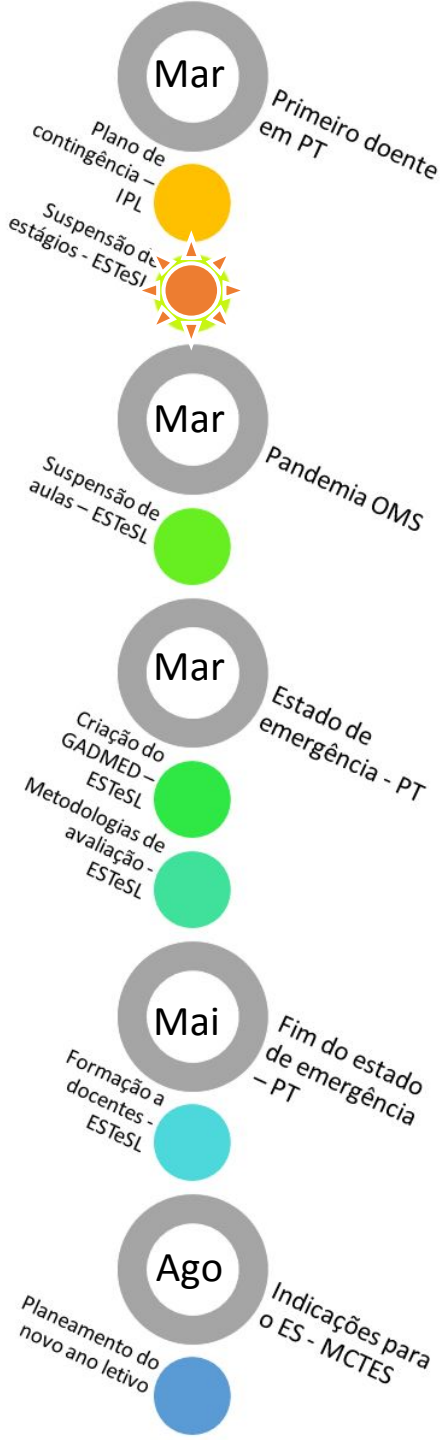 Mar
Primeiro doente
em PT
Plano de
contingência –
IPL
Suspensão de
estágios - ESTeSL
Mar
Pandemia OMS
Suspensão de
aulas – ESTeSL
Mar
Estado de
emergência - PT
Criação do
GADMED –
ESTeSL
Metodologias de
avaliação -
ESTeSL
Mai
Fim do estado
de emergência
– PT
Formação a
docentes -
ESTeSL
Ago
Indicações para
o ES - MCTES
Planeamento do
novo ano letivo